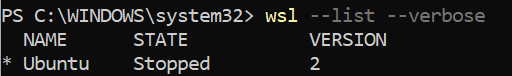 PS C:\WINDOWS\system32> wsl --list --verbose
  NAME      STATE           VERSION
* Ubuntu    Stopped         2